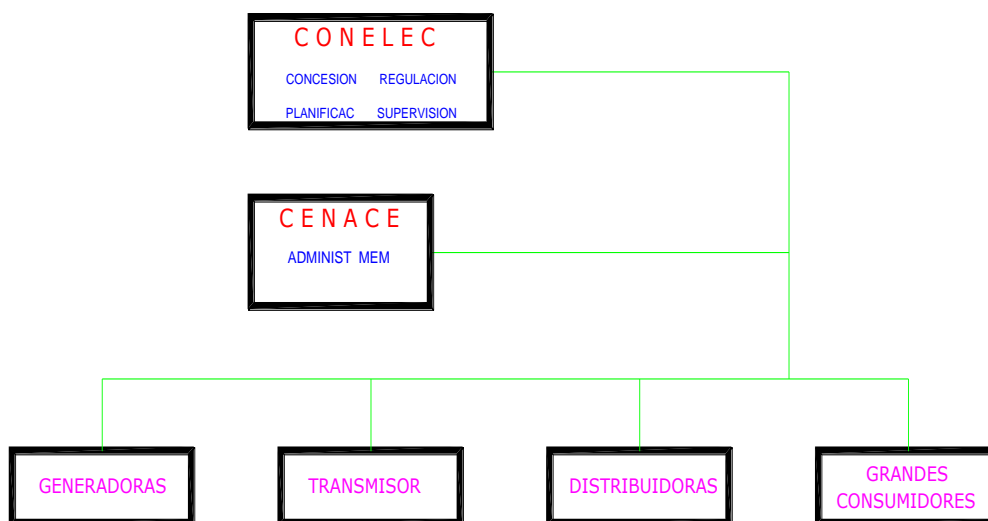 C O N E L E C
CONCESION REGULACION
PLANIFICAC SUPERVISION
C E N A C E
ADMINIST MEM
GENERADORAS
TRANSMISOR
DISTRIBUIDORAS
GRANDES
CONSUMIDORES